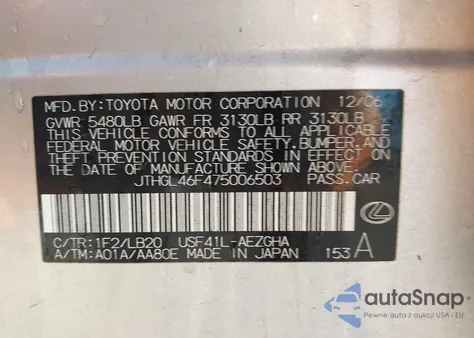 MFD.BY:TOYOTA MOTOR CORPORATION 12/06
GVWR 5480LB GAWR FR 3130LB RR 3130LB
THIS VEHICLE CONFORMS TO ALL APPLICABLE
FEDERAL MOTOR VEHICLE SAFETY,BUMPER,AND
THEFT PREVENTION STANDARDS IN EFFECT ON
THE DATE OF MANUFACTURE SHOWN ABOVE.
JTHGL46F475006503 PASS.CAR
C/TR:1F2/LB20 USF41L-AEZGHA
A/TM:A01A/AA80E MADE IN JAPAN 153 A
autoSnap
Pewne auta z aukcji USA i EU